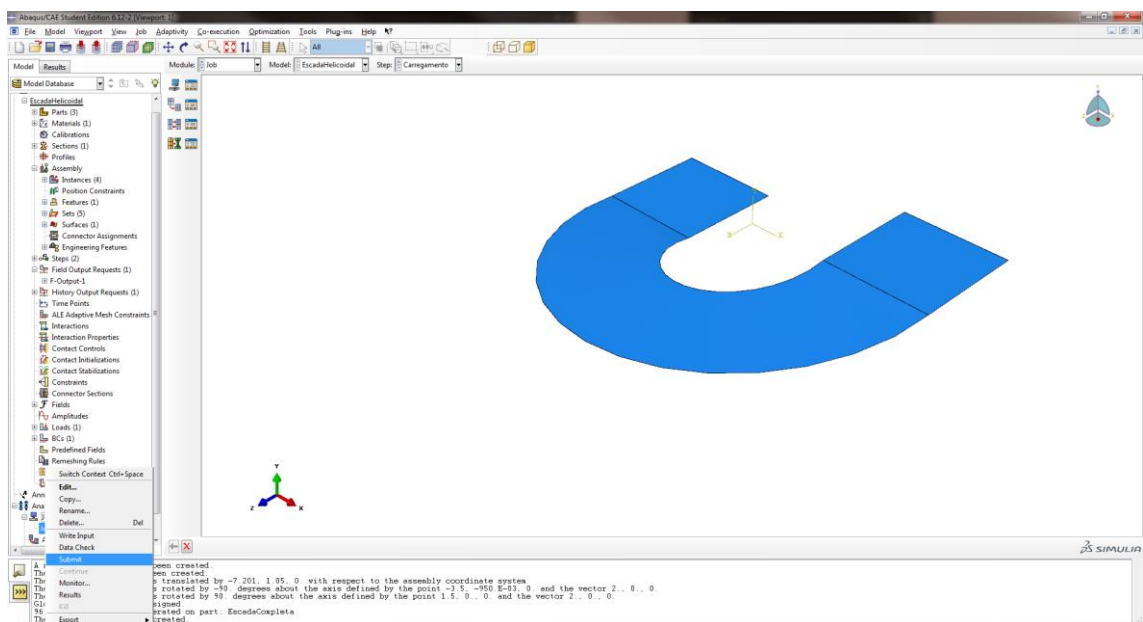 Abaqus/CAE Student Edition 6.12-2 [Viewport: 1]
File Model Viewport View Job Adaptivity Co-execution Optimization Tools Plug-ins Help
All
Model Results
Module: Job Model: EscadaHelicoidal Step: Carregamento
Model Database
EscadaHelicoidal
Parts (3)
Materials (1)
Calibrations
Sections (1)
Profiles
Assembly
Instances (4)
Position Constraints
Features (1)
Sets (5)
Surfaces (1)
Connector Assignments
Engineering Features
Steps (2)
Field Output Requests (1)
F-Output-1
History Output Requests (1)
Time Points
ALE Adaptive Mesh Constraints
Interactions
Interaction Properties
Contact Controls
Contact Initializations
Contact Stabilizations
Constraints
Connector Sections
Fields
Amplitudes
Loads (1)
BCs (1)
Predefined Fields
Remeshing Rules
Switch Context Ctrl+Space
Edit...
Copy...
Rename...
Delete... Del
Write Input
Data Check
Submit
Continue
Monitor...
Results
Kill
Export
Ann
Ana
Y
Z X
X
SIMULIA
been created.
een created.
s translated by -7.201, 1.05, 0. with respect to the assembly coordinate system
s rotated by -90. degrees about the axis defined by the point -3.5, -950.E-03, 0. and the vector 2., 0., 0.
s rotated by 90. degrees about the axis defined by the point 1.5, 0., 0. and the vector 2., 0., 0.
signed.
96 erated on part: EscadaCompleta
created.